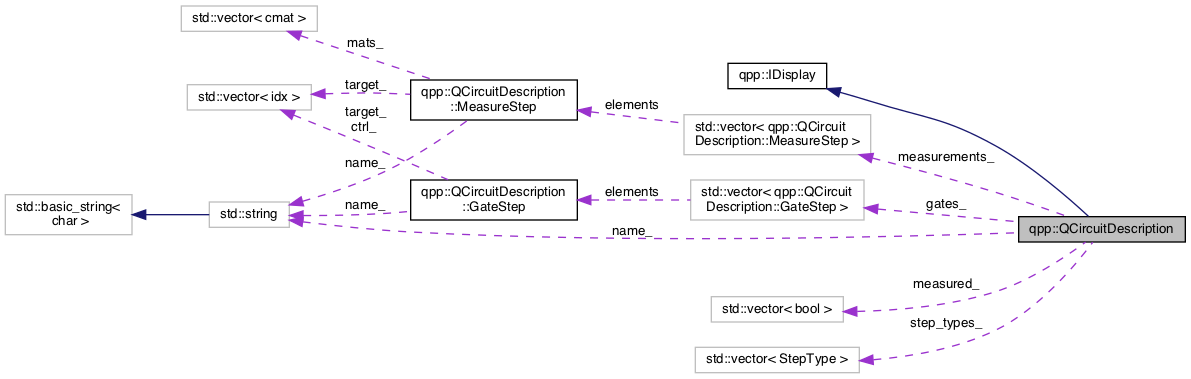 std::vector< cmat >
mats_
qpp::IDisplay
qpp::QCircuitDescription
::MeasureStep
target_
std::vector< idx >
elements
target_
ctrl_
std::vector< qpp::QCircuit
Description::MeasureStep >
measurements_
name_
qpp::QCircuitDescription
::GateStep
elements
std::vector< qpp::QCircuit
Description::GateStep >
gates_
std::basic_string<
char >
std::string
name_
name_
qpp::QCircuitDescription
measured_
std::vector< bool >
step_types_
std::vector< StepType >